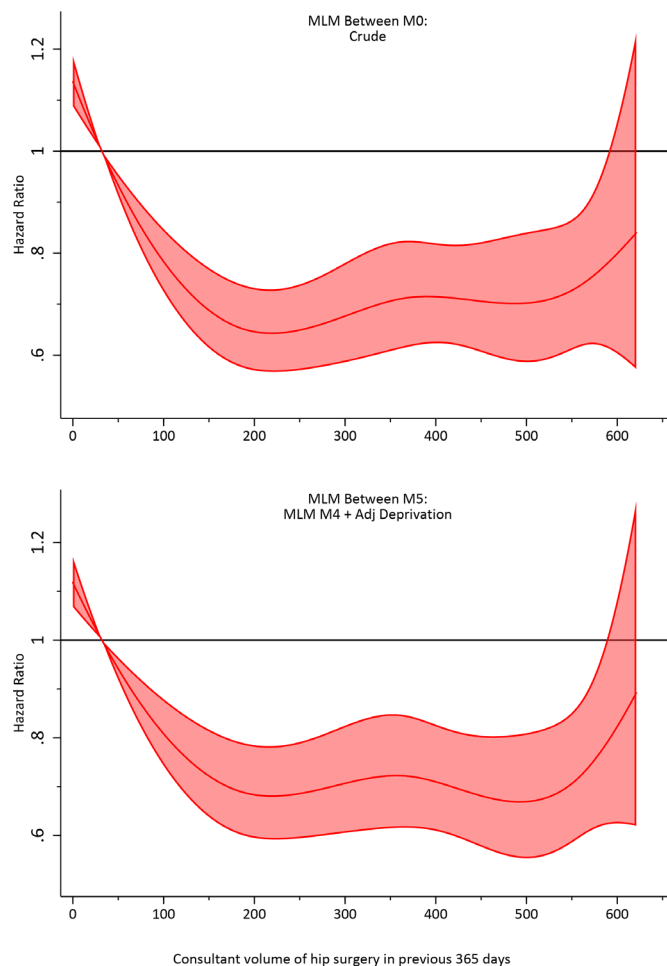 MLM Between M0:
Crude
Hazard Ratio
1.2
1
.8
.6
0 100 200 300 400 500 600
MLM Between M5:
MLM M4 + Adj Deprivation
Hazard Ratio
1.2
1
.8
.6
0 100 200 300 400 500 600
Consultant volume of hip surgery in previous 365 days